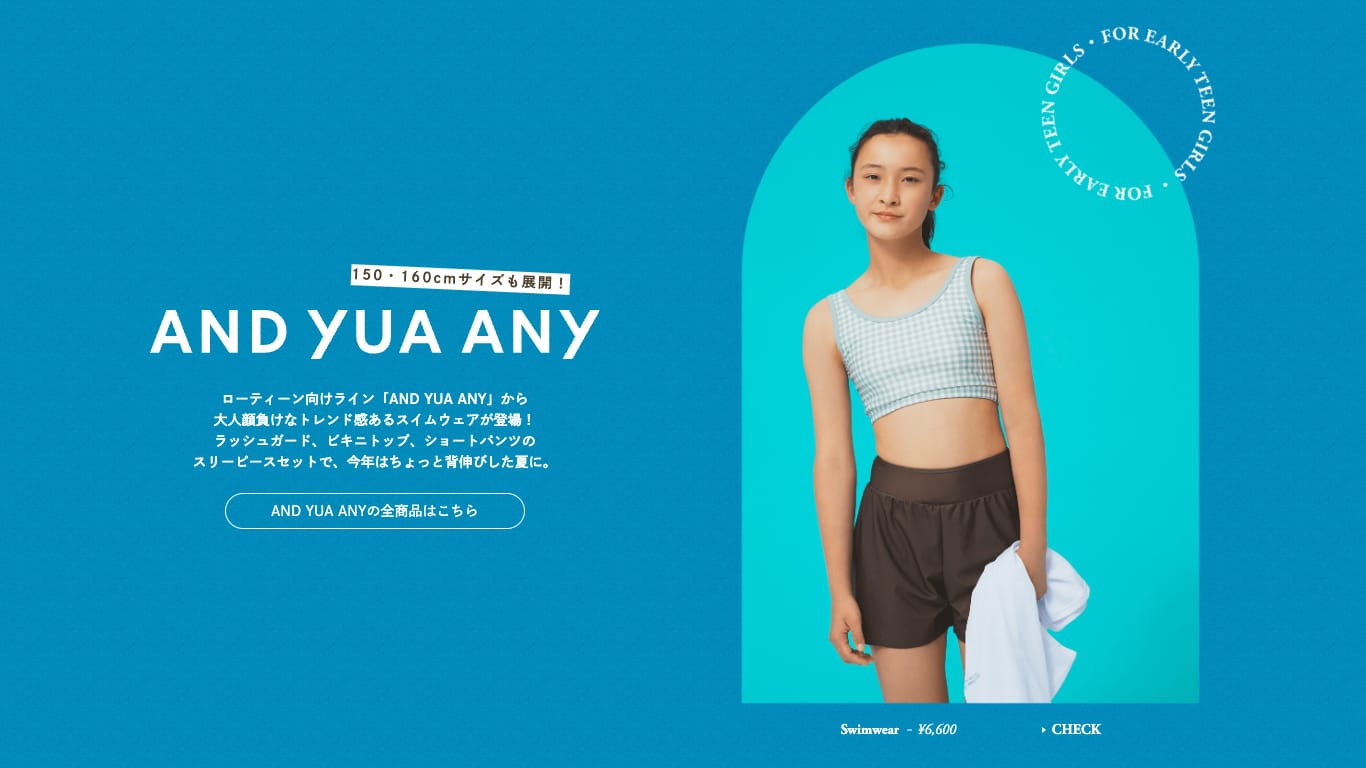 150・160cmサイズも展開！
AND YUA ANY
ローティーン向けライン「AND YUA ANY」から
大人顔負けなトレンド感あるスイムウェアが登場！
ラッシュガード、ビキニトップ、ショートパンツの
スリーピースセットで、今年はちょっと背伸びした夏に。
AND YUA ANYの全商品はこちら
FOR EARLY TEEN GIRLS • FOR EARLY TEEN GIRLS •
Swimwear - ¥6,600
CHECK